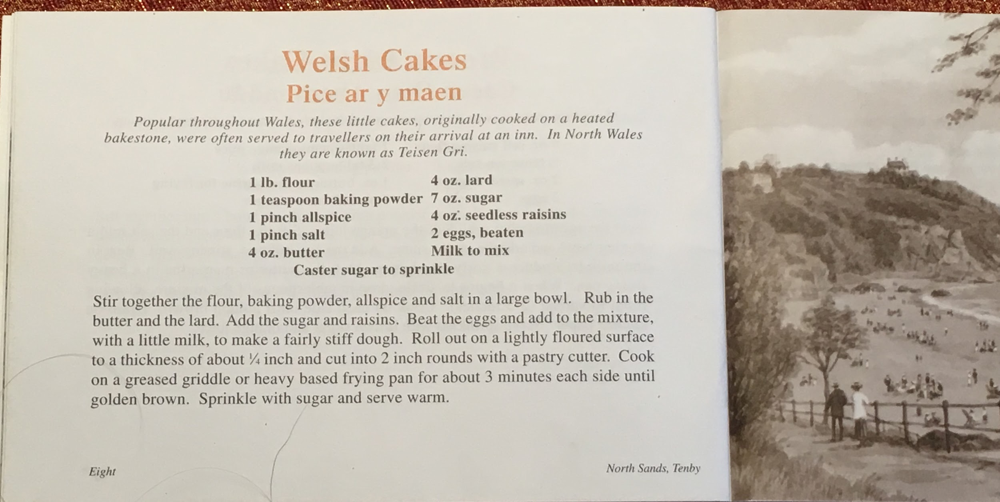 Welsh Cakes
Pice ar y maen
Popular throughout Wales, these little cakes, originally cooked on a heated
bakestone, were often served to travellers on their arrival at an inn. In North Wales
they are known as Teisen Gri.
1 lb. flour
1 teaspoon baking powder
1 pinch allspice
1 pinch salt
4 oz. butter
4 oz. lard
7 oz. sugar
4 oz. seedless raisins
2 eggs, beaten
Milk to mix
Caster sugar to sprinkle
Stir together the flour, baking powder, allspice and salt in a large bowl. Rub in the
butter and the lard. Add the sugar and raisins. Beat the eggs and add to the mixture,
with a little milk, to make a fairly stiff dough. Roll out on a lightly floured surface
to a thickness of about ¼ inch and cut into 2 inch rounds with a pastry cutter. Cook
on a greased griddle or heavy based frying pan for about 3 minutes each side until
golden brown. Sprinkle with sugar and serve warm.
Eight
North Sands, Tenby